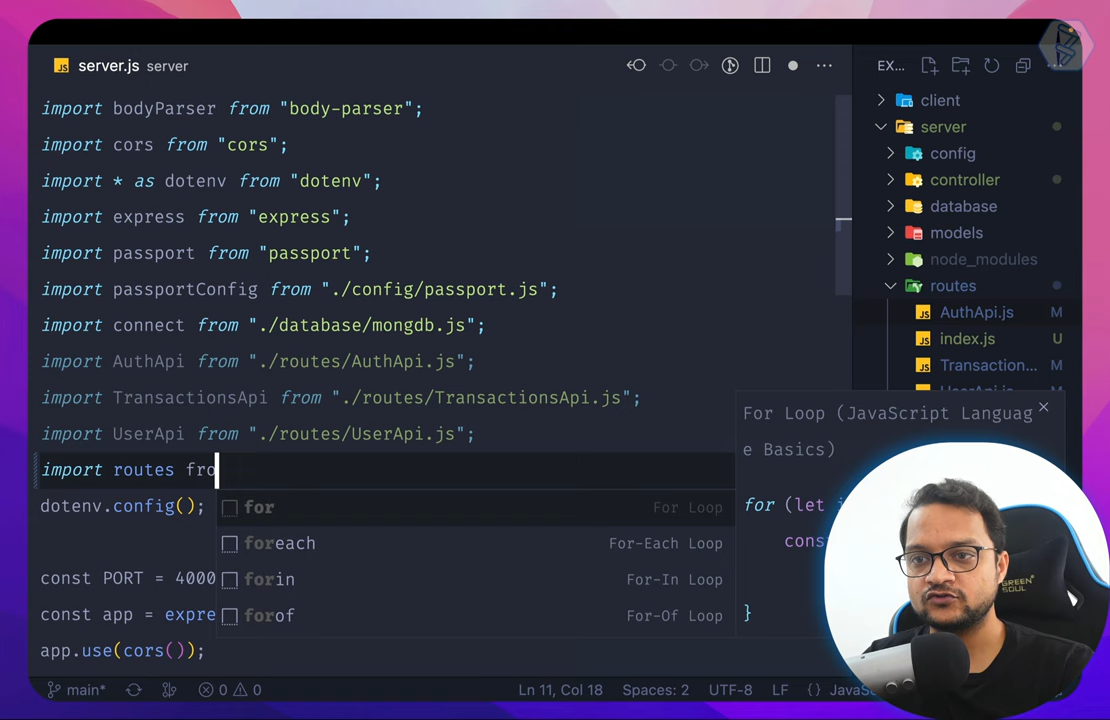 server.js server
EX...
import bodyParser from "body-parser";
client
import cors from "cors";
server
import * as dotenv from "dotenv";
config
import express from "express";
controller
import passport from "passport";
database
import passportConfig from "./config/passport.js";
models
import connect from "./database/mongdb.js";
node_modules
import AuthApi from "./routes/AuthApi.js";
routes
import TransactionsApi from "./routes/TransactionsApi.js";
AuthApi.js M
import UserApi from "./routes/UserApi.js";
index.js U
import routes fro
Transaction... M
dotenv.config();
const PORT = 4000
const app = expre
app.use(cors());
for For Loop
foreach For-Each Loop
forin For-In Loop
forof For-Of Loop
For Loop (JavaScript Languag
e Basics)
for (let
cons
}
GREEN
SOUL
main* 0 0 Ln 11, Col 18 Spaces: 2 UTF-8 LF {} JavaS